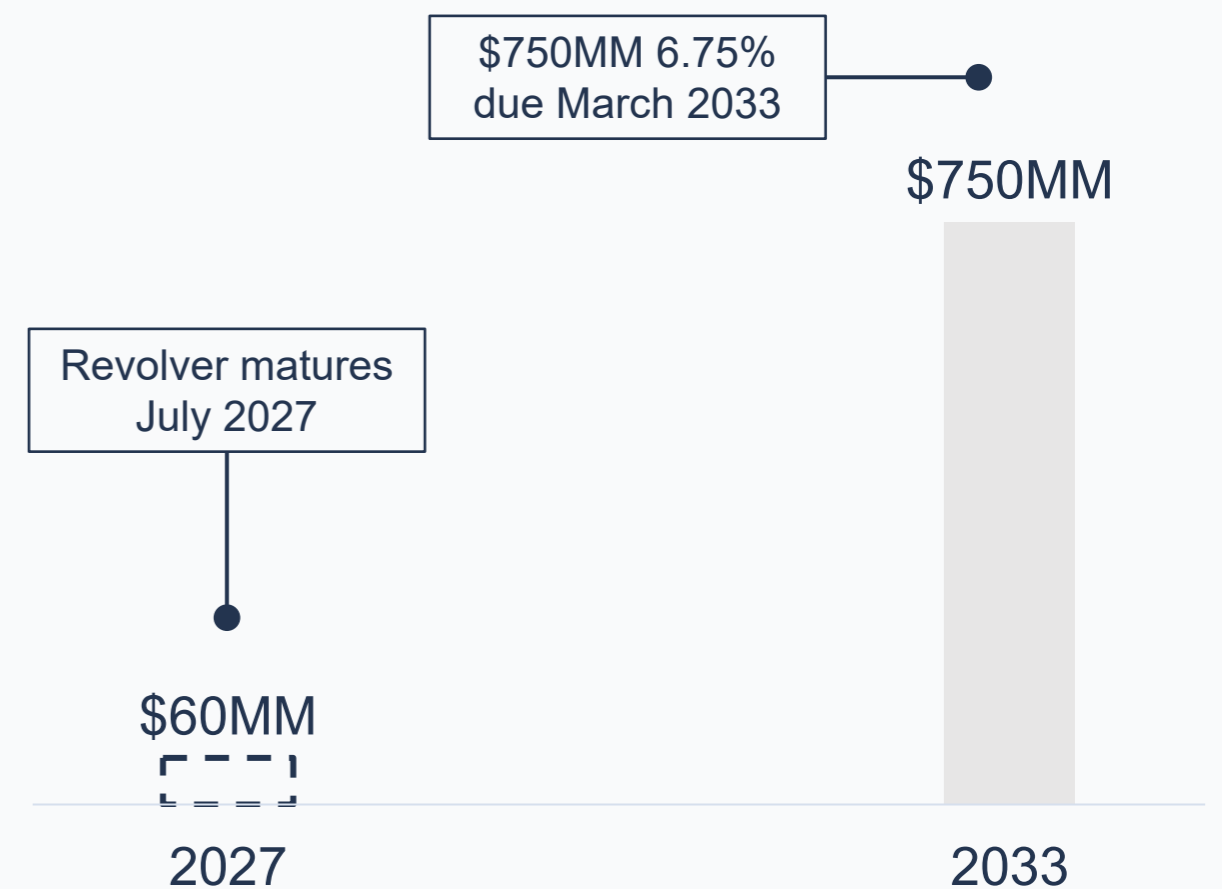 $750MM 6.75%
due March 2033
$750MM
Revolver matures
July 2027
$60MM
2027
2033